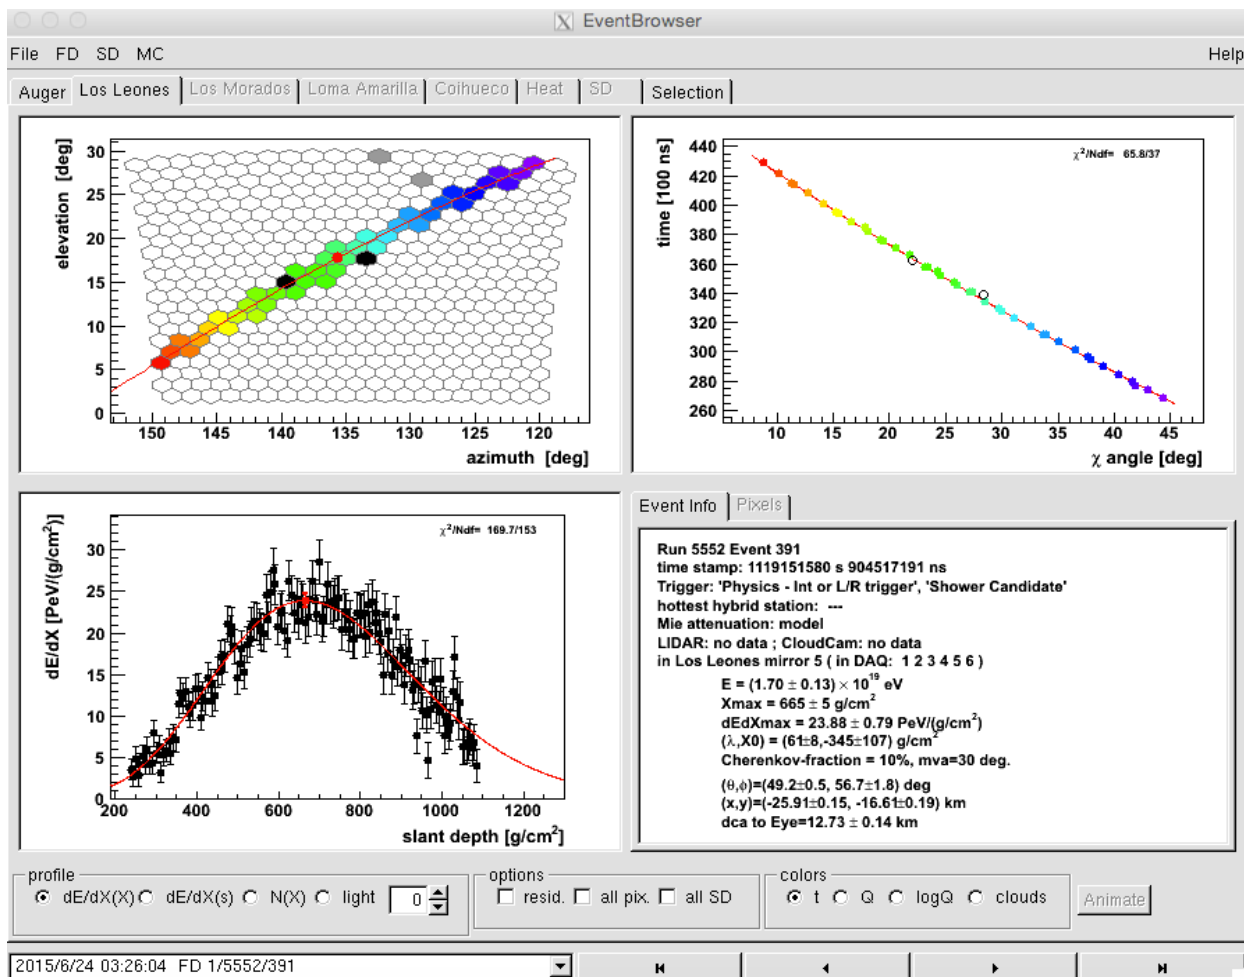 EventBrowser
File FD SD MC Help
Auger Los Leones Los Morados Loma Amarilla Coihueco Heat SD Selection
elevation [deg]
30
25
20
15
10
5
0
150 145 140 135 130 125 120
azimuth [deg]
time [100 ns]
χ²/Ndf= 65.8/37
440
420
400
380
360
340
320
300
280
260
10 15 20 25 30 35 40 45
χ angle [deg]
dE/dX [PeV/(g/cm²)]
χ²/Ndf= 169.7/153
30
25
20
15
10
5
0
200 400 600 800 1000 1200
slant depth [g/cm²]
Event Info Pixels
Run 5552 Event 391
time stamp: 1119151580 s 904517191 ns
Trigger: 'Physics - Int or L/R trigger', 'Shower Candidate'
hottest hybrid station: ---
Mie attenuation: model
LIDAR: no data ; CloudCam: no data
in Los Leones mirror 5 ( in DAQ: 1 2 3 4 5 6 )
E = (1.70 ± 0.13) × 10¹⁹ eV
Xmax = 665 ± 5 g/cm²
dEdXmax = 23.88 ± 0.79 PeV/(g/cm²)
(λ,X0) = (61±8,-345±107) g/cm²
Cherenkov-fraction = 10%, mva=30 deg.
(θ,ϕ)=(49.2±0.5, 56.7±1.8) deg
(x,y)=(-25.91±0.15, -16.61±0.19) km
dca to Eye=12.73 ± 0.14 km
profile
dE/dX(X) dE/dX(s) N(X) light 0
options
resid. all pix. all SD
colors
t Q logQ clouds
Animate
2015/6/24 03:26:04 FD 1/5552/391